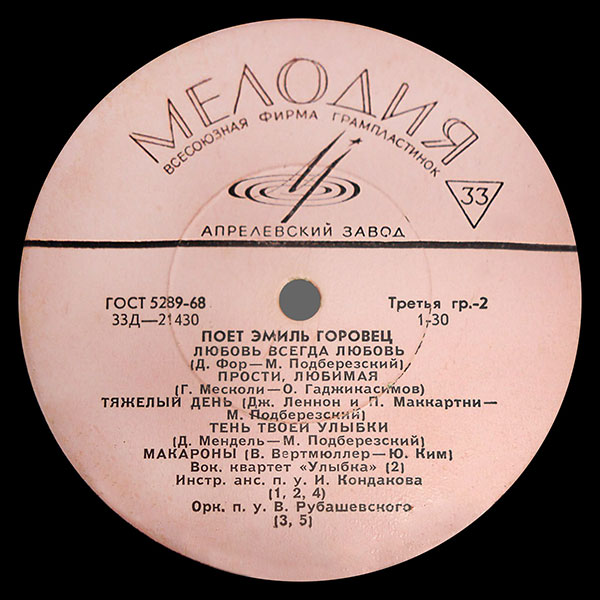 МЕЛОДИЯ
ВСЕСОЮЗНАЯ ФИРМА ГРАМПЛАСТИНОК
33
АПРЕЛЕВСКИЙ ЗАВОД
ГОСТ 5289-68
Третья гр.-2
33Д—21430
1-30
ПОЕТ ЭМИЛЬ ГОРОВЕЦ
ЛЮБОВЬ ВСЕГДА ЛЮБОВЬ
(Д. Фор—М. Подберезский)
ПРОСТИ, ЛЮБИМАЯ
(Г. Месколи—О. Гаджикасимов)
ТЯЖЕЛЫЙ ДЕНЬ (Дж. Леннон и П. Маккартни—
М. Подберезский)
ТЕНЬ ТВОЕЙ УЛЫБКИ
(Д. Мендель—М. Подберезский)
МАКАРОНЫ (В. Вертмюллер—Ю. Ким)
Вок. квартет «Улыбка» (2)
Инстр. анс. п. у. И. Кондакова
(1, 2, 4)
Орк. п. у. В. Рубашевского
(3, 5)